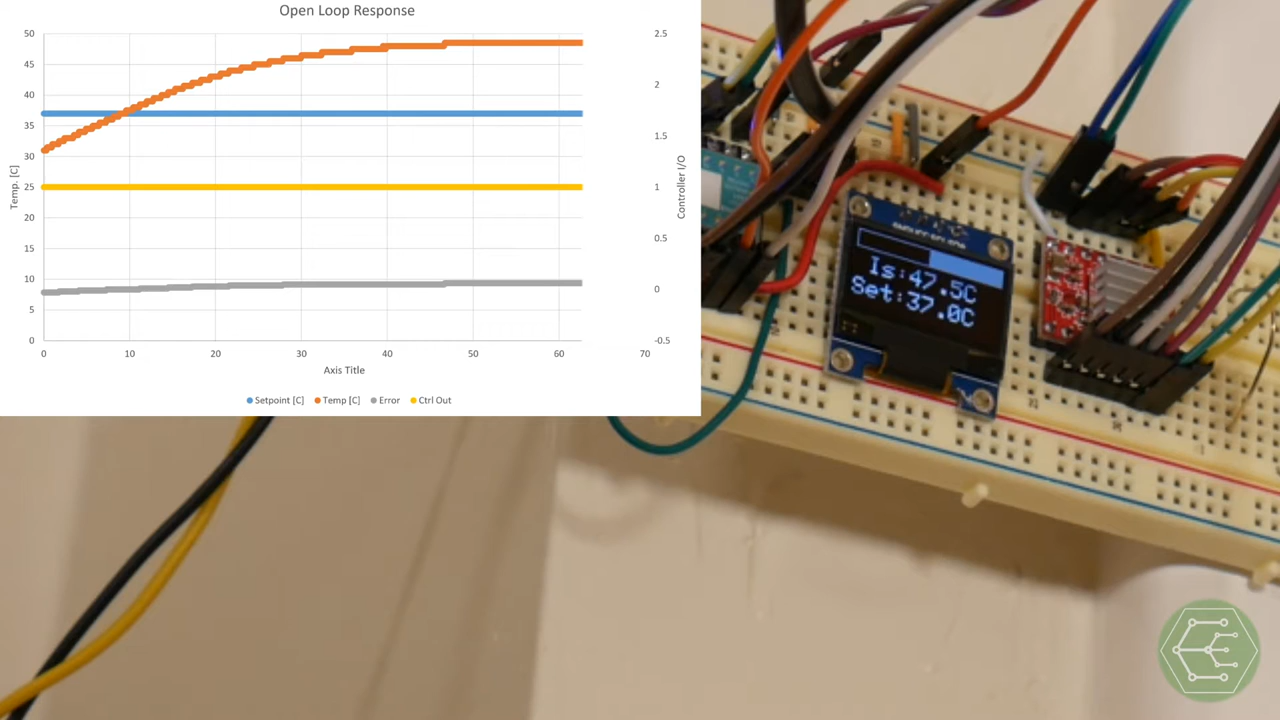 Open Loop Response
50
45
40
35
30
25
20
15
10
5
0
Temp. [C]
2.5
2
1.5
1
0.5
0
-0.5
Controller I/O
0
10
20
30
40
50
60
70
Axis Title
Setpoint [C]
Temp [C]
Error
Ctrl Out
Is:47.5C
Set:37.0C